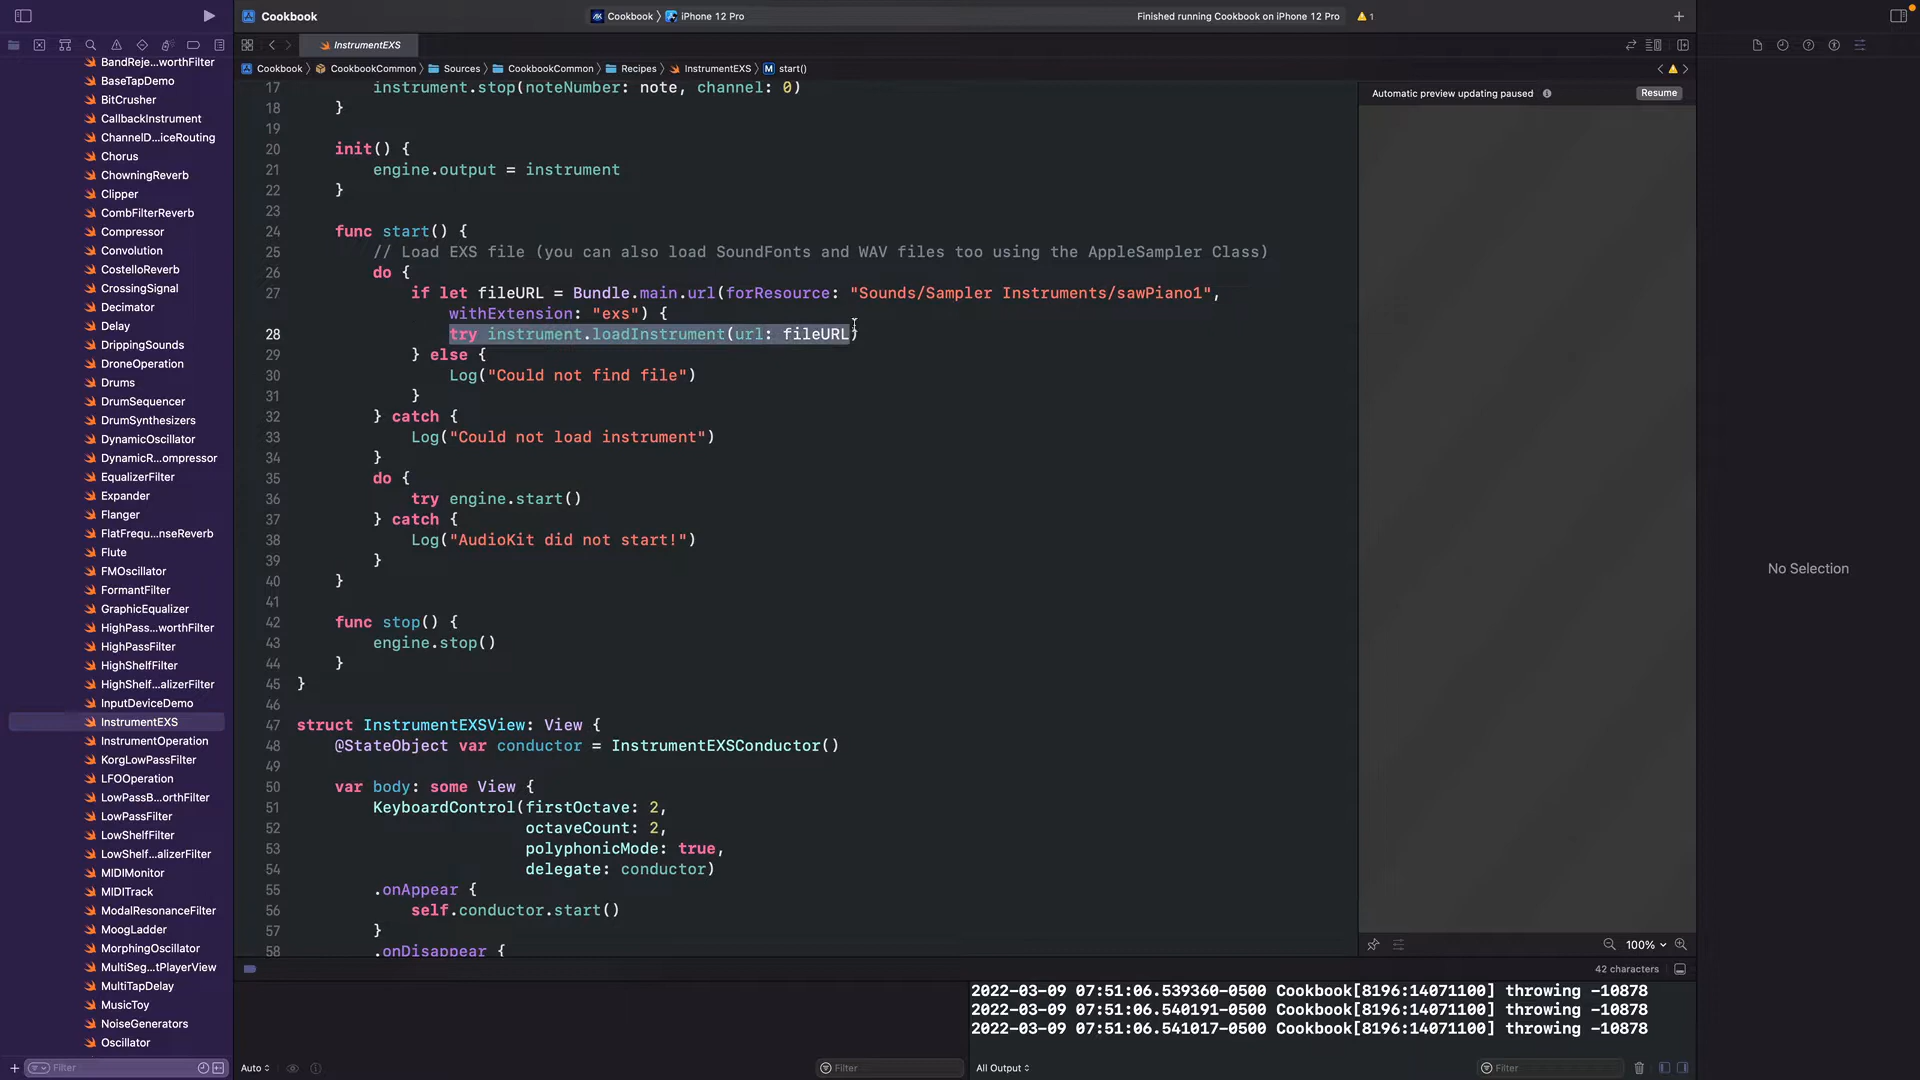 Cookbook
Cookbook
iPhone 12 Pro
Finished running Cookbook on iPhone 12 Pro
1
InstrumentEXS
Cookbook
CookbookCommon
Sources
CookbookCommon
Recipes
InstrumentEXS
M
start()
BandReje…worthFilter
BaseTapDemo
BitCrusher
CallbackInstrument
ChannelD…iceRouting
Chorus
ChowningReverb
Clipper
CombFilterReverb
Compressor
Convolution
CostelloReverb
CrossingSignal
Decimator
Delay
DrippingSounds
DroneOperation
Drums
DrumSequencer
DrumSynthesizers
DynamicOscillator
DynamicR…ompressor
EqualizerFilter
Expander
Flanger
FlatFrequ…nseReverb
Flute
FMOscillator
FormantFilter
GraphicEqualizer
HighPass…worthFilter
HighPassFilter
HighShelfFilter
HighShelf…alizerFilter
InputDeviceDemo
InstrumentEXS
InstrumentOperation
KorgLowPassFilter
LFOOperation
LowPassB…orthFilter
LowPassFilter
LowShelfFilter
LowShelf…alizerFilter
MIDIMonitor
MIDITrack
ModalResonanceFilter
MoogLadder
MorphingOscillator
MultiSeg…tPlayerView
MultiTapDelay
MusicToy
NoiseGenerators
Oscillator
Filter
17 instrument.stop(noteNumber: note, channel: 0)
18 }
19
20 init() {
21 engine.output = instrument
22 }
23
24 func start() {
25 // Load EXS file (you can also load SoundFonts and WAV files too using the AppleSampler Class)
26 do {
27 if let fileURL = Bundle.main.url(forResource: "Sounds/Sampler Instruments/sawPiano1",
withExtension: "exs") {
28 try instrument.loadInstrument(url: fileURL)
29 } else {
30 Log("Could not find file")
31 }
32 } catch {
33 Log("Could not load instrument")
34 }
35 do {
36 try engine.start()
37 } catch {
38 Log("AudioKit did not start!")
39 }
40 }
41
42 func stop() {
43 engine.stop()
44 }
45 }
46
47 struct InstrumentEXSView: View {
48 @StateObject var conductor = InstrumentEXSConductor()
49
50 var body: some View {
51 KeyboardControl(firstOctave: 2,
52 octaveCount: 2,
53 polyphonicMode: true,
54 delegate: conductor)
55 .onAppear {
56 self.conductor.start()
57 }
58 .onDisappear {
Automatic preview updating paused
Resume
100%
No Selection
42 characters
2022-03-09 07:51:06.539360-0500 Cookbook[8196:14071100] throwing -10878
2022-03-09 07:51:06.540191-0500 Cookbook[8196:14071100] throwing -10878
2022-03-09 07:51:06.541017-0500 Cookbook[8196:14071100] throwing -10878
Auto
Filter
All Output
Filter